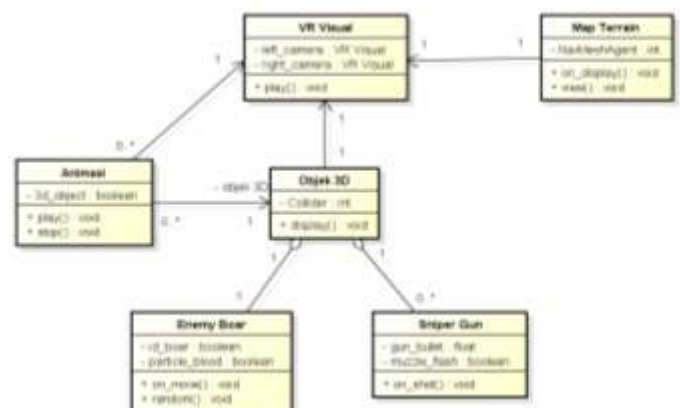 VR Visual
- left_camera : VR Visual
- right_camera : VR Visual
+ play() : void
Map Terrain
- NavMeshAgent : int
+ on_display() : void
+ view() : void
1
1
1
1
0..*
1
Animasi
- 3d_object : boolean
+ play() : void
+ stop() : void
- objek 3D
0..*
1
Objek 3D
- Collider : int
+ display() : void
1
1
1
0..*
Enemy Boar
- id_boar : boolean
- particle_blood : boolean
+ on_move() : void
+ random() : void
Sniper Gun
- gun_bullet : float
- muzzle_flash : boolean
+ on_shot() : void